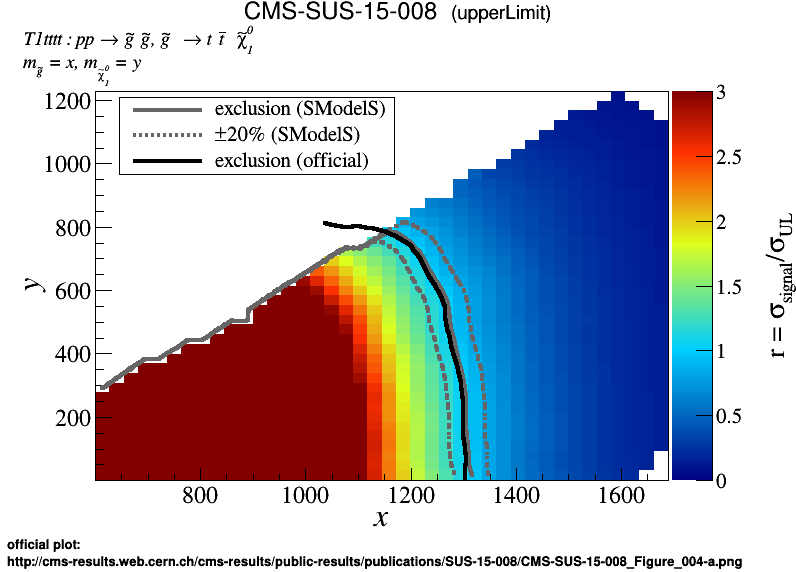 CMS-SUS-15-008 (upperLimit)
T1tttt : pp → g̃ g̃, g̃ → t t̄ χ̃₁⁰
m_g̃ = x, m_χ̃₁⁰ = y
exclusion (SModelS)
±20% (SModelS)
exclusion (official)
1200
1000
800
600
400
200
y
800
1000
1200
1400
1600
x
3
2.5
2
1.5
1
0.5
0
r = σ_signal/σ_UL
official plot:
http://cms-results.web.cern.ch/cms-results/public-results/publications/SUS-15-008/CMS-SUS-15-008_Figure_004-a.png